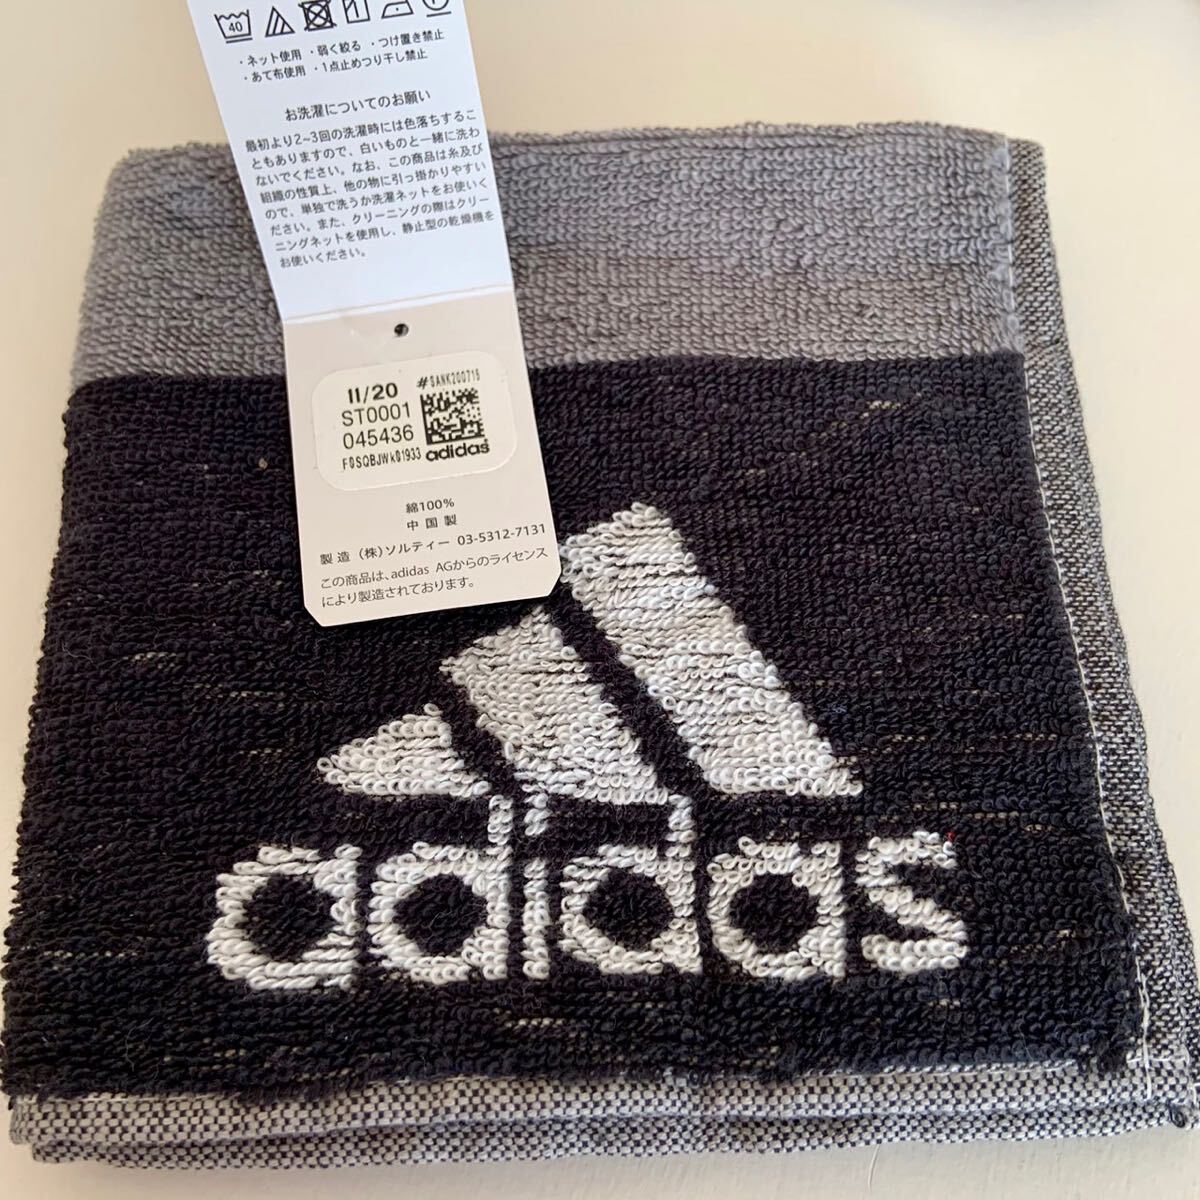 40
・ネット使用 ・弱く絞る ・つけ置き禁止
・あて布使用 ・1点止めつり干し禁止
お洗濯についてのお願い
最初より2~3回の洗濯時には色落ちするこ
ともありますので、白いものと一緒に洗わ
ないでください。なお、この商品は糸及び
組織の性質上、他の物に引っ掛かりやすい
ので、単独で洗うか洗濯ネットをお使いく
ださい。また、クリーニングの際はクリー
ニングネットを使用し、静止型の乾燥機を
お使いください。
11/20
#SANK200715
ST0001
045436
F0SQBJWk01933
adidas
綿100%
中国製
製造 (株)ソルティー 03-5312-7131
この商品は、adidas AGからのライセンス
により製造されております。
adidas